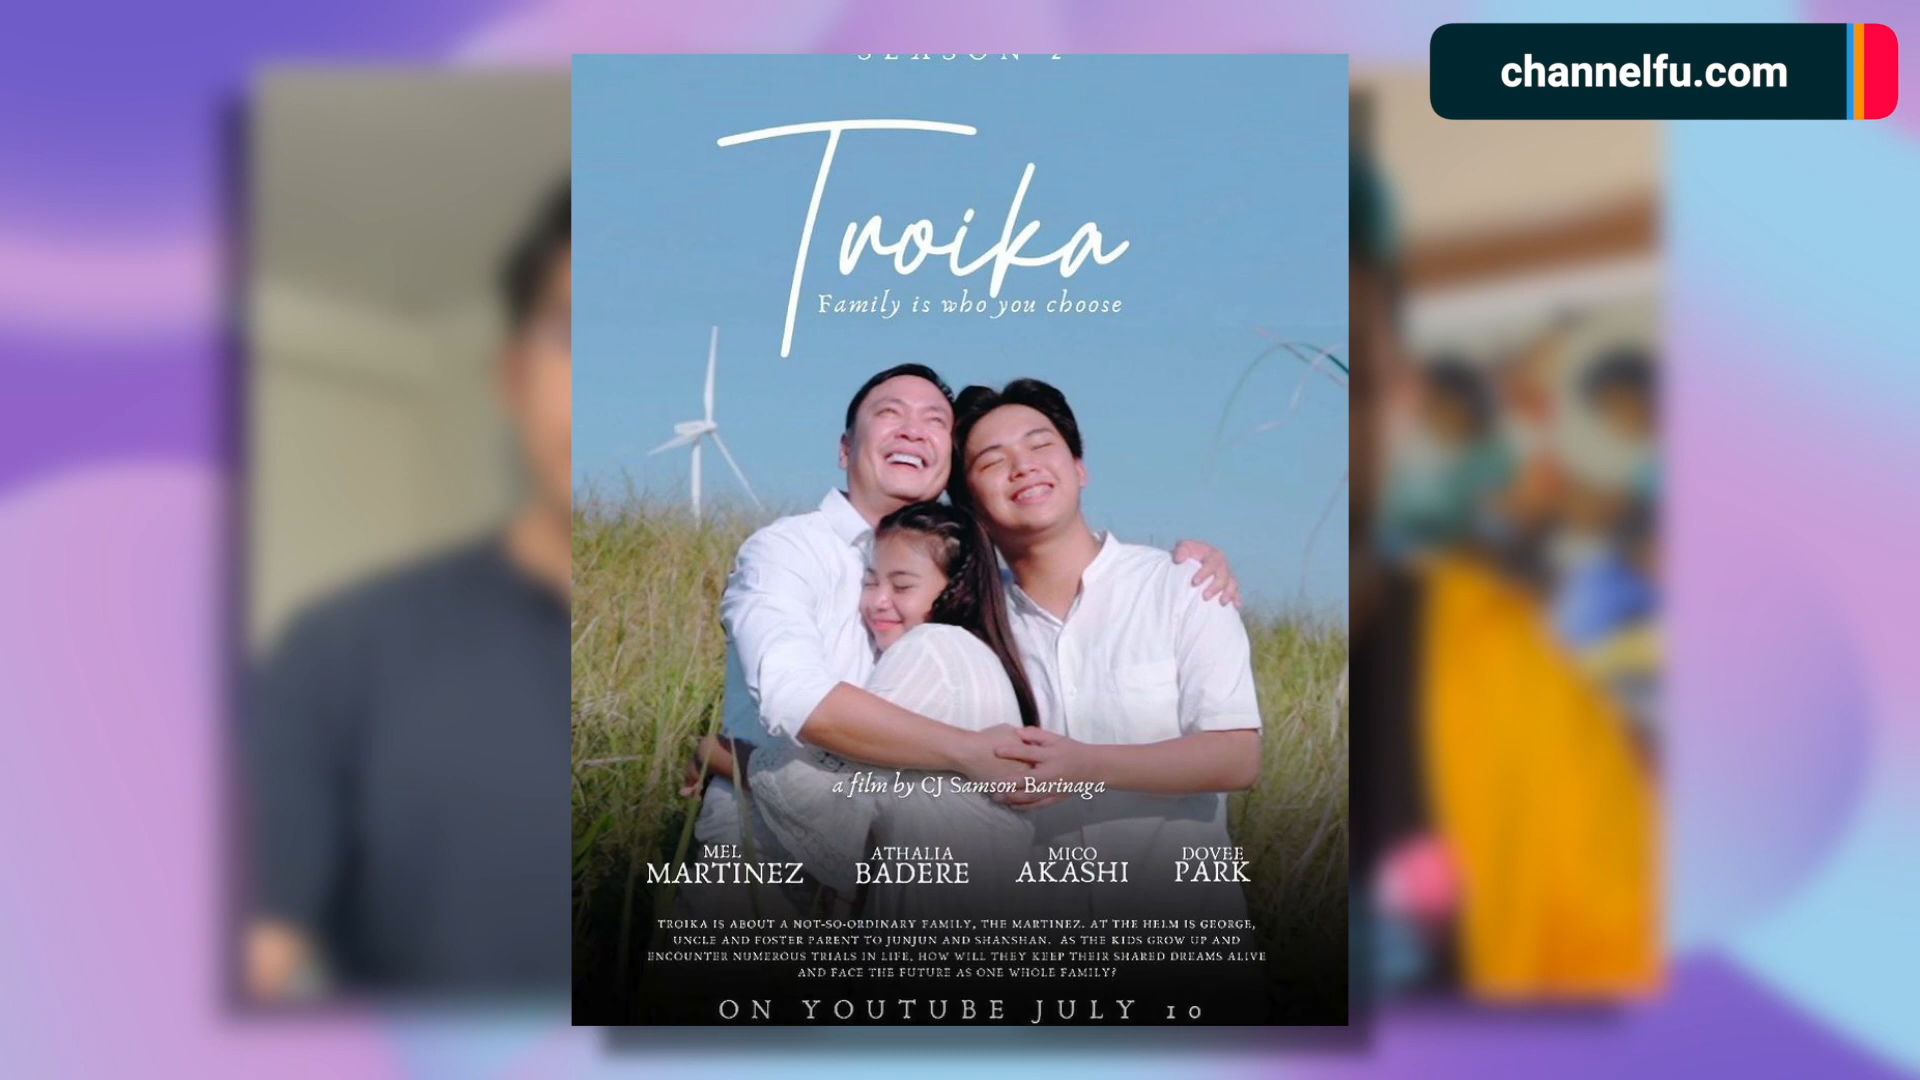 channelfu.com
SEASON 2
Troika
Family is who you choose
a film by CJ Samson Barinaga
MEL MARTINEZ
ATHALIA BADERE
MICO AKASHI
DOVEE PARK
TROIKA IS ABOUT A NOT-SO-ORDINARY FAMILY, THE MARTINEZ. AT THE HELM IS GEORGE,
UNCLE AND FOSTER PARENT TO JUNJUN AND SHANSHAN. AS THE KIDS GROW UP AND
ENCOUNTER NUMEROUS TRIALS IN LIFE, HOW WILL THEY KEEP THEIR SHARED DREAMS ALIVE
AND FACE THE FUTURE AS ONE WHOLE FAMILY?
ON YOUTUBE JULY 10